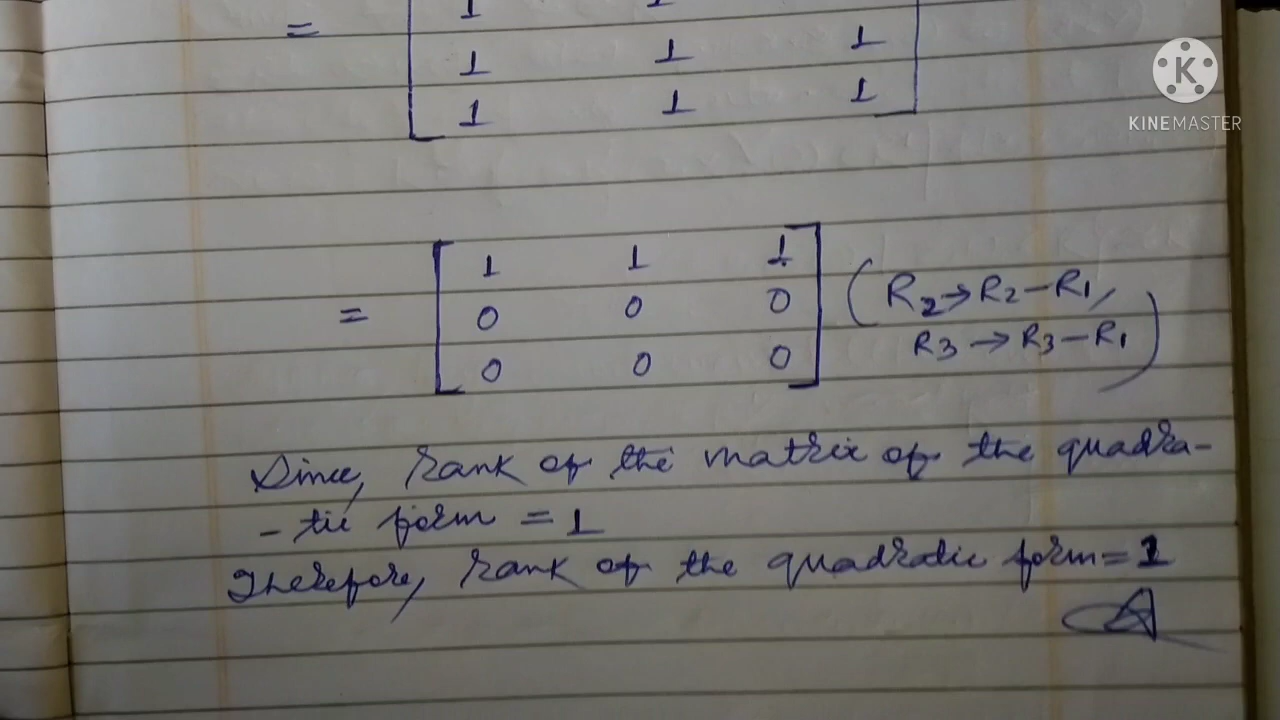 1 1
= 1 1 1
1 1 1
K
KINEMASTER
1 1 1
= 0 0 0 (R2→R2-R1,
0 0 0 R3→R3-R1)
Since, rank of the matrix of the quadra-
-tic form = 1
Therefore, rank of the quadratic form = 1